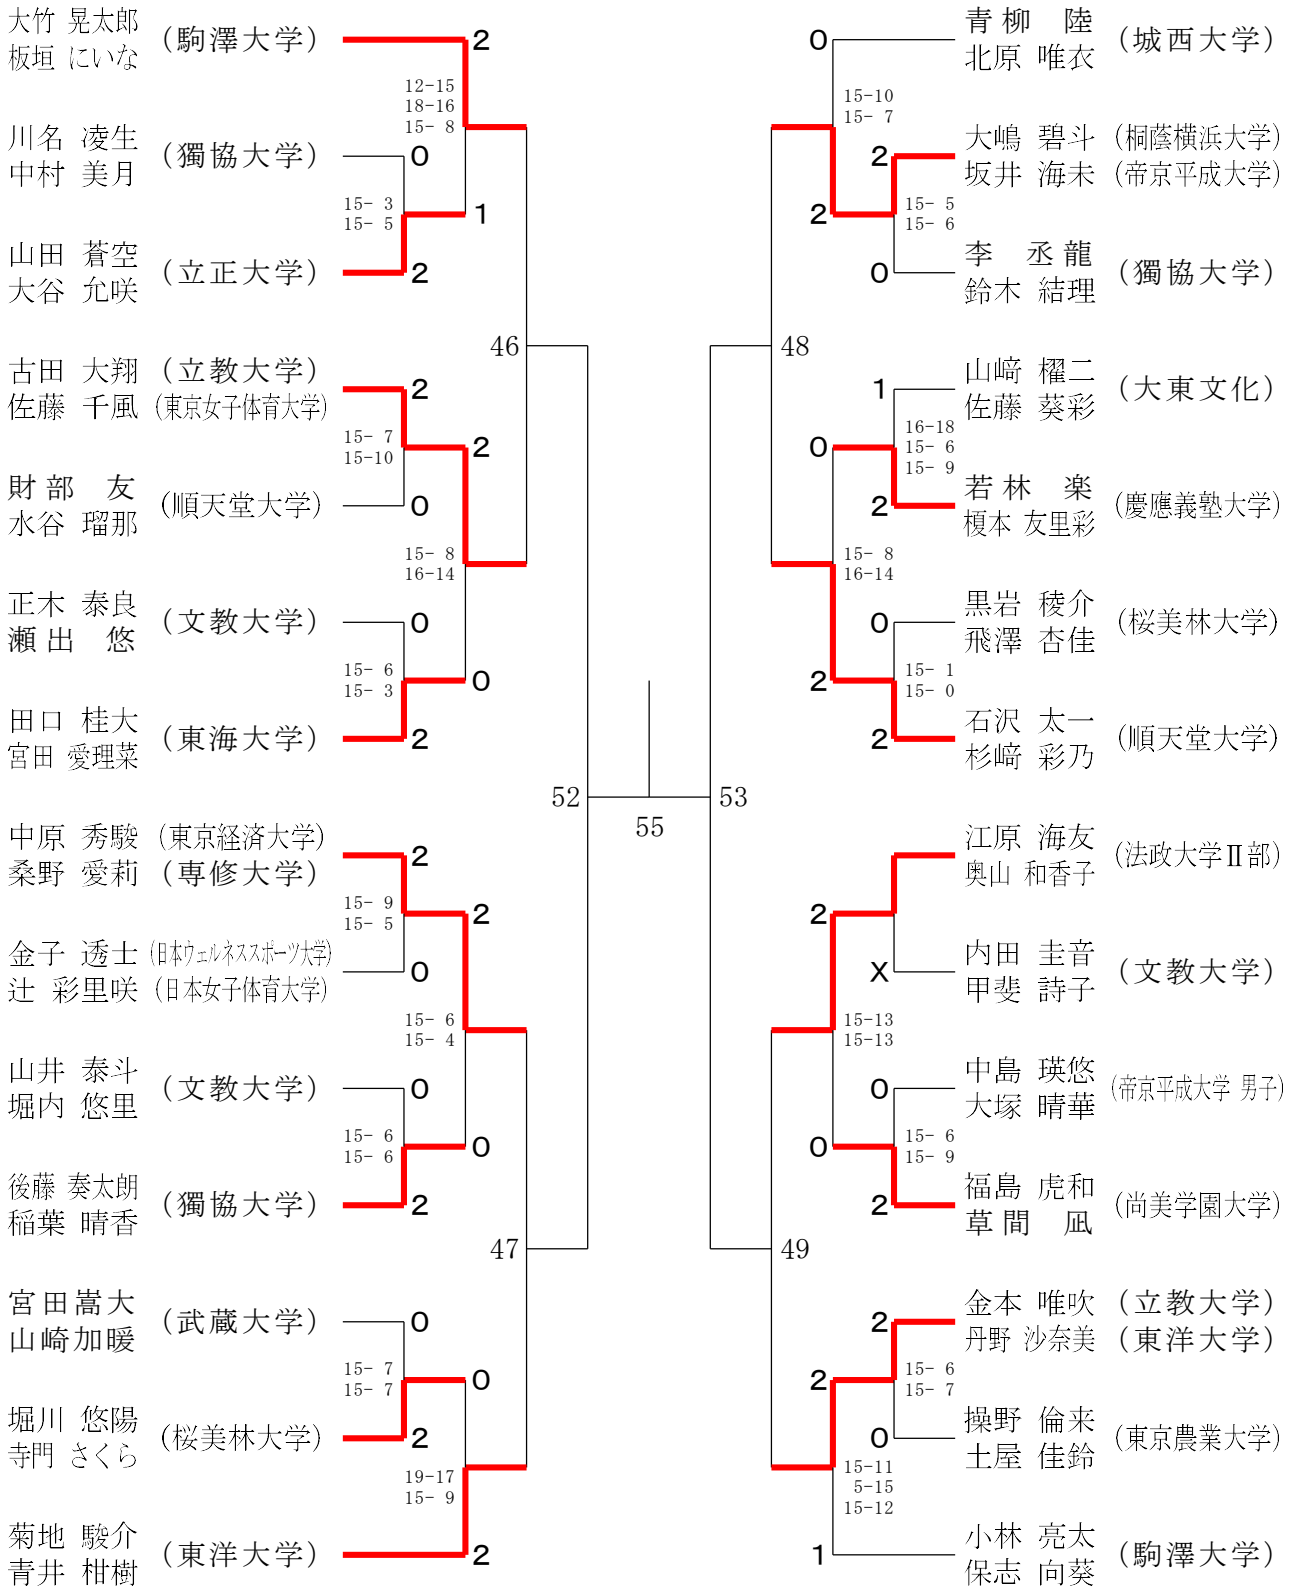 大竹 晃太郎
板垣 にいな
(駒澤大学)
2
12-15
18-16
15- 8
川名 凌生
中村 美月
(獨協大学)
0
15- 3
15- 5
1
山田 蒼空
大谷 允咲
(立正大学)
2
46
古田 大翔 (立教大学)
佐藤 千風 (東京女子体育大学)
2
15- 7
15-10
2
財部 友
水谷 瑠那
(順天堂大学)
0
15- 8
16-14
正木 泰良
瀬出 悠
(文教大学)
0
15- 6
15- 3
0
田口 桂大
宮田 愛理菜
(東海大学)
2
52
中原 秀駿 (東京経済大学)
桑野 愛莉 (専修大学)
2
15- 9
15- 5
2
金子 透士 (日本ウェルネススポーツ大学)
辻 彩里咲 (日本女子体育大学)
0
15- 6
15- 4
山井 泰斗
堀内 悠里
(文教大学)
0
15- 6
15- 6
0
後藤 奏太朗
稲葉 晴香
(獨協大学)
2
47
宮田嵩大
山崎加暖
(武蔵大学)
0
15- 7
15- 7
0
堀川 悠陽
寺門 さくら
(桜美林大学)
2
19-17
15- 9
菊地 駿介
青井 柑樹
(東洋大学)
2
55
青柳 陸
北原 唯衣
(城西大学)
0
15-10
15- 7
大嶋 碧斗 (桐蔭横浜大学)
坂井 海未 (帝京平成大学)
2
15- 5
15- 6
2
李 丞龍
鈴木 結理
(獨協大学)
0
48
山﨑 櫂二
佐藤 葵彩
(大東文化)
1
16-18
15- 6
15- 9
0
若林 楽
榎本 友里彩
(慶應義塾大学)
2
15- 8
16-14
黒岩 稜介
飛澤 杏佳
(桜美林大学)
0
15- 1
15- 0
2
石沢 太一
杉﨑 彩乃
(順天堂大学)
2
53
江原 海友
奥山 和香子
(法政大学Ⅱ部)
2
内田 圭音
甲斐 詩子
(文教大学)
X
15-13
15-13
中島 瑛悠
大塚 晴華
(帝京平成大学 男子)
0
15- 6
15- 9
0
福島 虎和
草間 凪
(尚美学園大学)
2
49
金本 唯吹 (立教大学)
丹野 沙奈美 (東洋大学)
2
15- 6
15- 7
2
操野 倫来
土屋 佳鈴
(東京農業大学)
0
15-11
5-15
15-12
小林 亮太
保志 向葵
(駒澤大学)
1